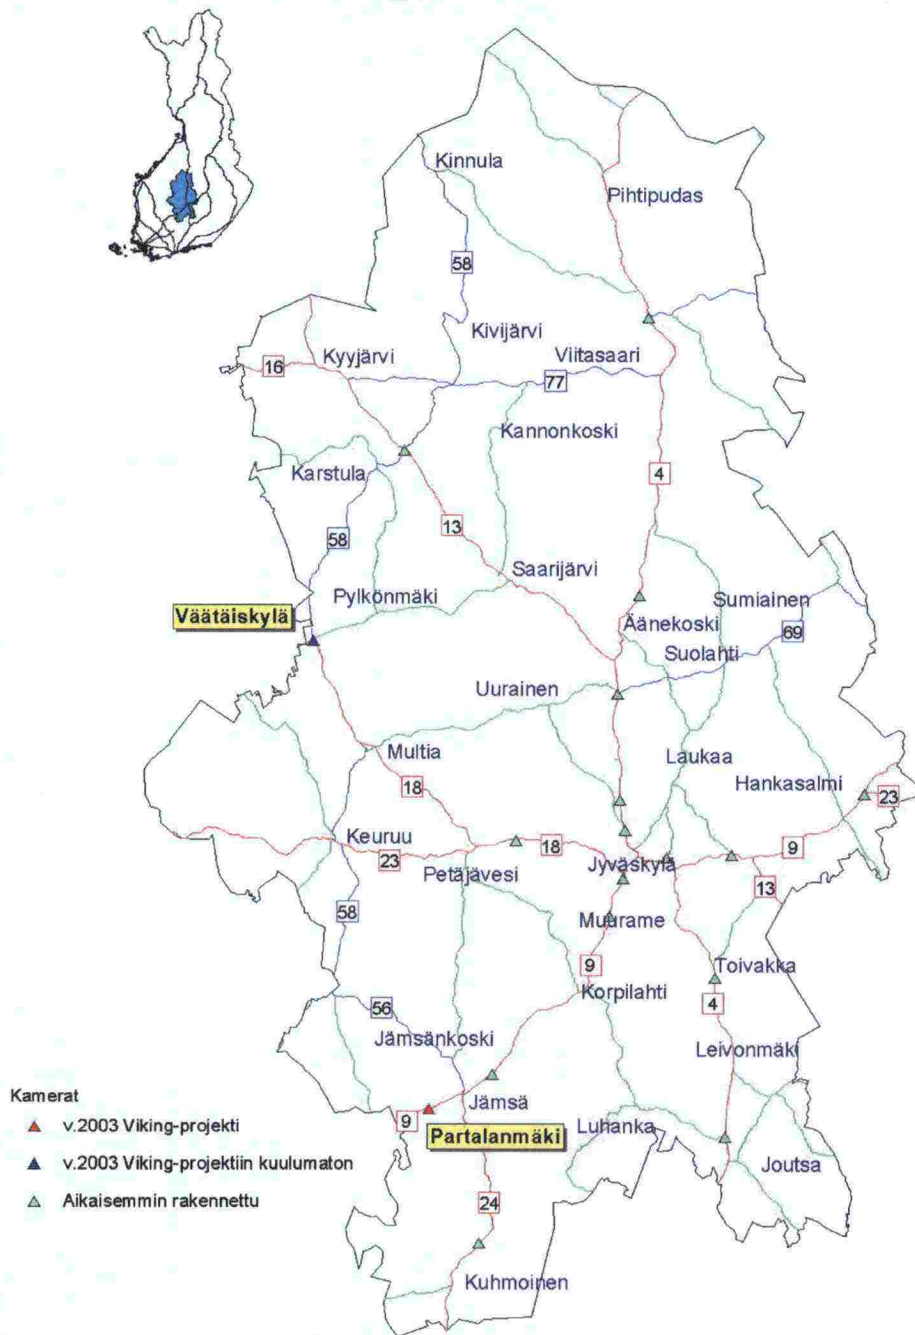 Kinnula
Pihtipudas
58
Kivijärvi
Kyyjärvi
Viitasaari
16
77
Kannonkoski
Karstula
4
13
58
Saarijärvi
Pylkönmäki
Sumiainen
Väätäiskylä
Äänekoski
69
Suolahti
Uurainen
Multia
Laukaa
18
Hankasalmi
23
Keuruu
23
18
9
Petäjävesi
Jyväskylä
13
58
Muurame
9
Toivakka
Korpilahti
4
56
Jämsänkoski
Leivonmäki
Jämsä
9
Partalanmäki
Luhanka
Joutsa
24
Kuhmoinen
Kamerat
v.2003 Viking-projekti
v.2003 Viking-projektiin kuulumaton
Aikaisemmin rakennettu